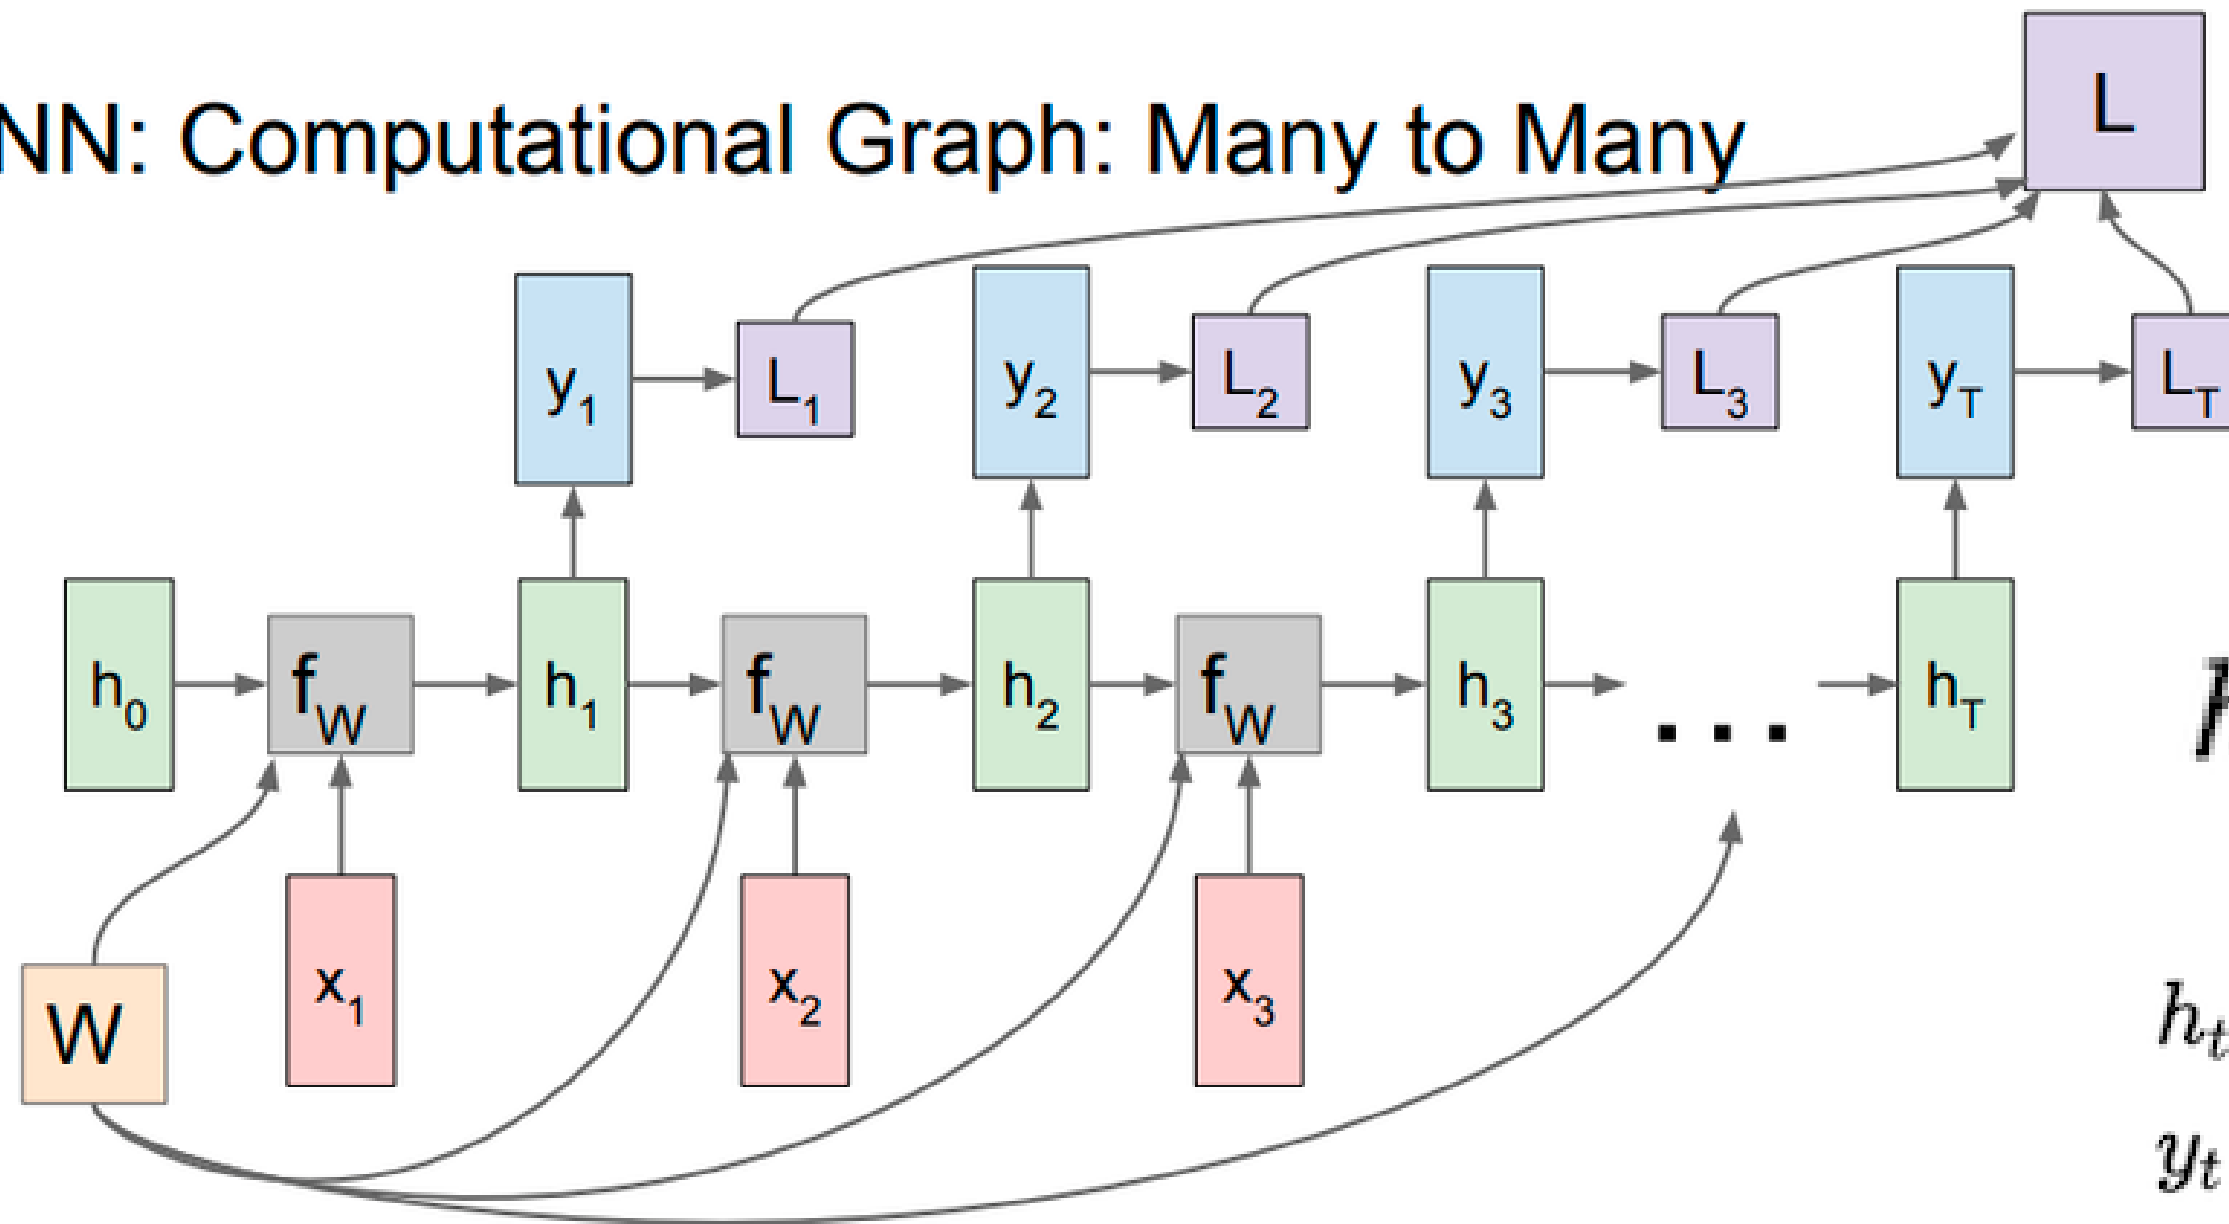 NN: Computational Graph: Many to Many
L
y1 L1 y2 L2 y3 L3 yT LT
h0 fW h1 fW h2 fW h3 . . . hT
W x1 x2 x3
ht
yt